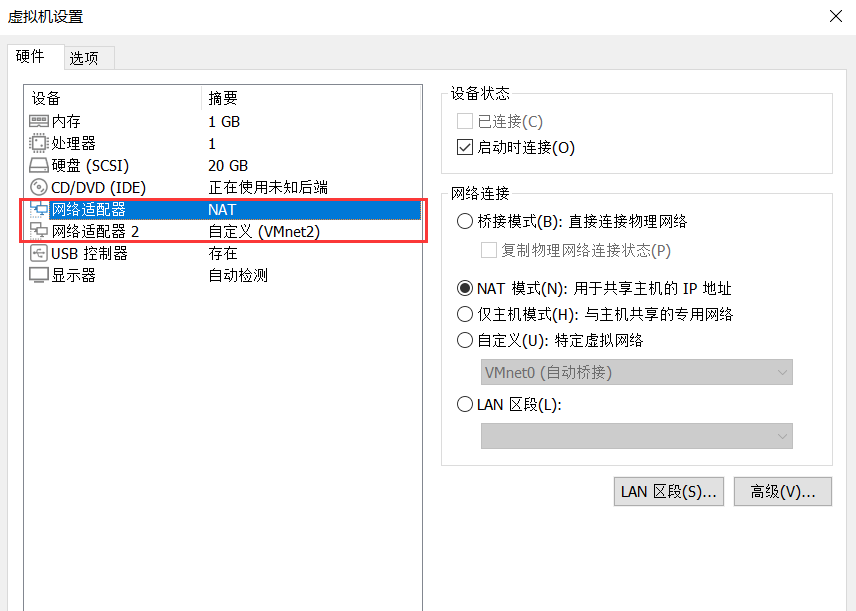 虚拟机设置
硬件 选项
设备 摘要
内存 1 GB
处理器 1
硬盘 (SCSI) 20 GB
CD/DVD (IDE) 正在使用未知后端
网络适配器 NAT
网络适配器 2 自定义 (VMnet2)
USB 控制器 存在
显示器 自动检测
设备状态
已连接(C)
启动时连接(O)
网络连接
桥接模式(B): 直接连接物理网络
复制物理网络连接状态(P)
NAT 模式(N): 用于共享主机的 IP 地址
仅主机模式(H): 与主机共享的专用网络
自定义(U): 特定虚拟网络
VMnet0 (自动桥接)
LAN 区段(L):
LAN 区段(S)... 高级(V)...